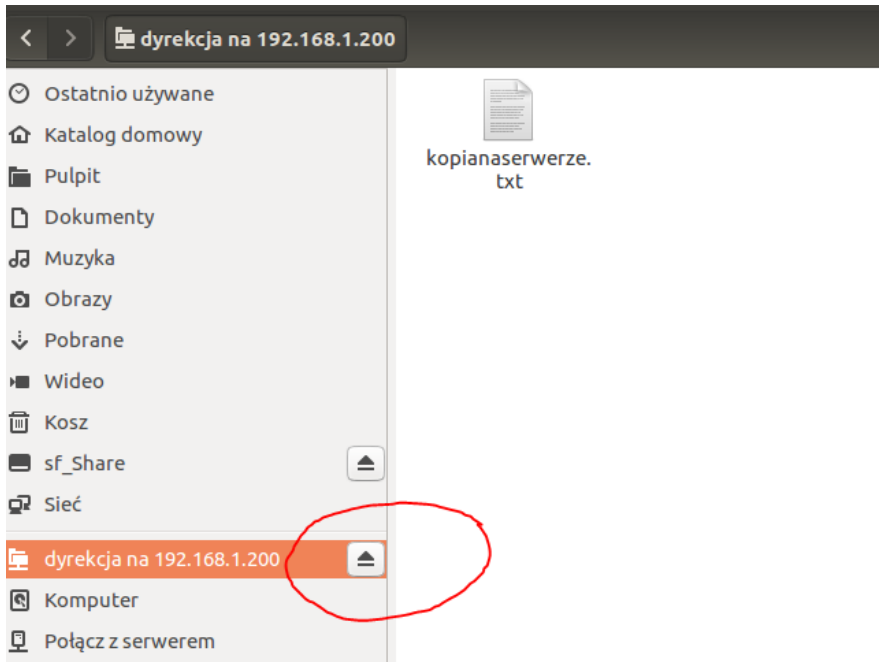 dyrekcja na 192.168.1.200
Ostatnio używane
Katalog domowy
Pulpit
Dokumenty
Muzyka
Obrazy
Pobrane
Wideo
Kosz
sf_Share
Sieć
dyrekcja na 192.168.1.200
Komputer
Połącz z serwerem
kopianaserwerze.
txt